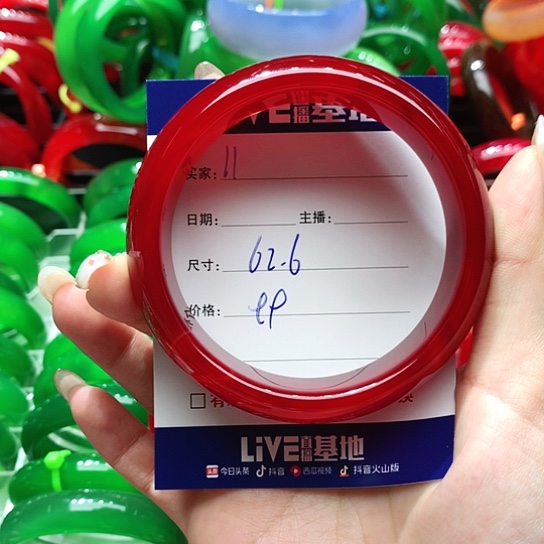 LiVE直播基地
买家: 11
日期: 主播:
尺寸: 62.6
价格:
LiVE直播基地
头条 今日头条 抖音 西瓜视频 抖音火山版